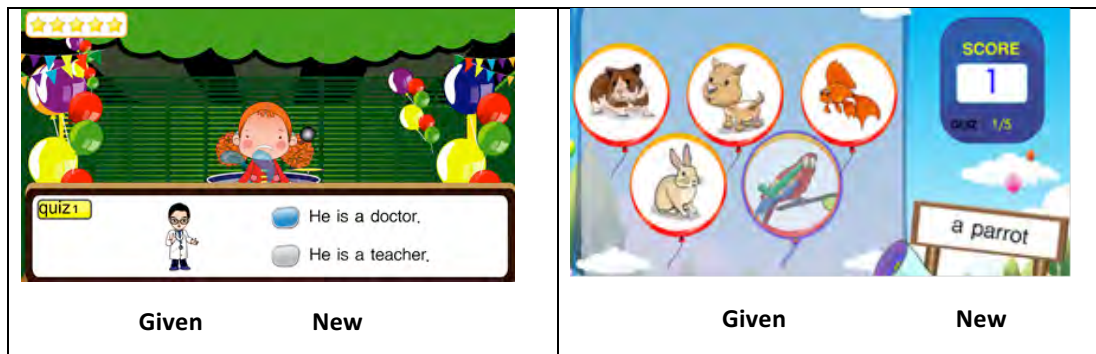 quiz1
He is a doctor.
He is a teacher.
Given New
SCORE
1
QUIZ 1/5
a parrot
Given New